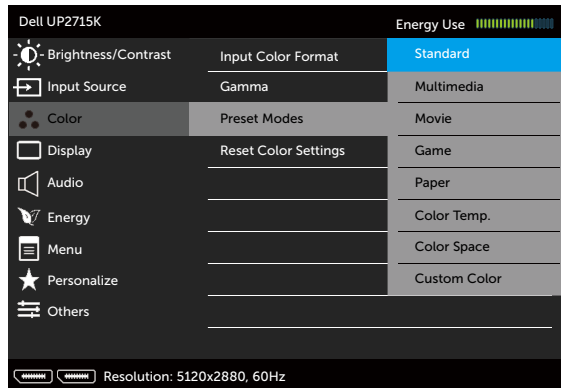 Dell UP2715K Energy Use
Brightness/Contrast Input Color Format Standard
Input Source Gamma Multimedia
Color Preset Modes Movie
Display Reset Color Settings Game
Audio Paper
Energy Color Temp.
Menu Color Space
Personalize Custom Color
Others
Resolution: 5120x2880, 60Hz